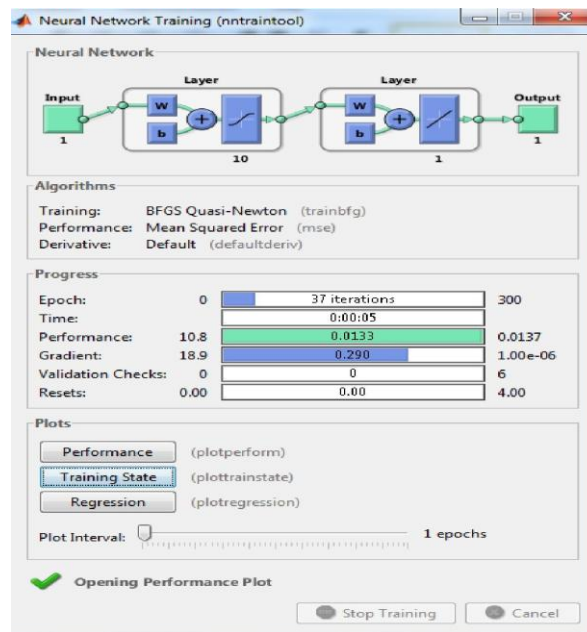 Neural Network Training (nntraintool)
Neural Network
Layer Layer
Input Output
W W
+ +
b b
1 1
10 1
Algorithms
Training: BFGS Quasi-Newton (trainbfg)
Performance: Mean Squared Error (mse)
Derivative: Default (defaultderiv)
Progress
Epoch: 0 37 iterations 300
Time: 0:00:05
Performance: 10.8 0.0133 0.0137
Gradient: 18.9 0.290 1.00e-06
Validation Checks: 0 0 6
Resets: 0.00 0.00 4.00
Plots
Performance (plotperform)
Training State (plottrainstate)
Regression (plotregression)
Plot Interval: 1 epochs
Opening Performance Plot
Stop Training Cancel